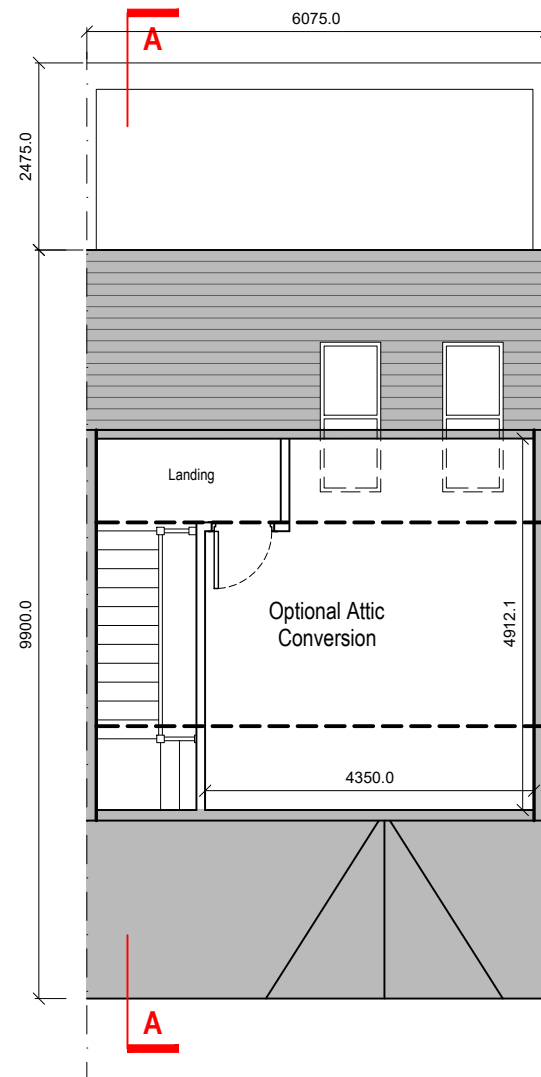 6075.0
A
2475.0
Landing
9900.0
Optional Attic
Conversion
4912.1
4350.0
A